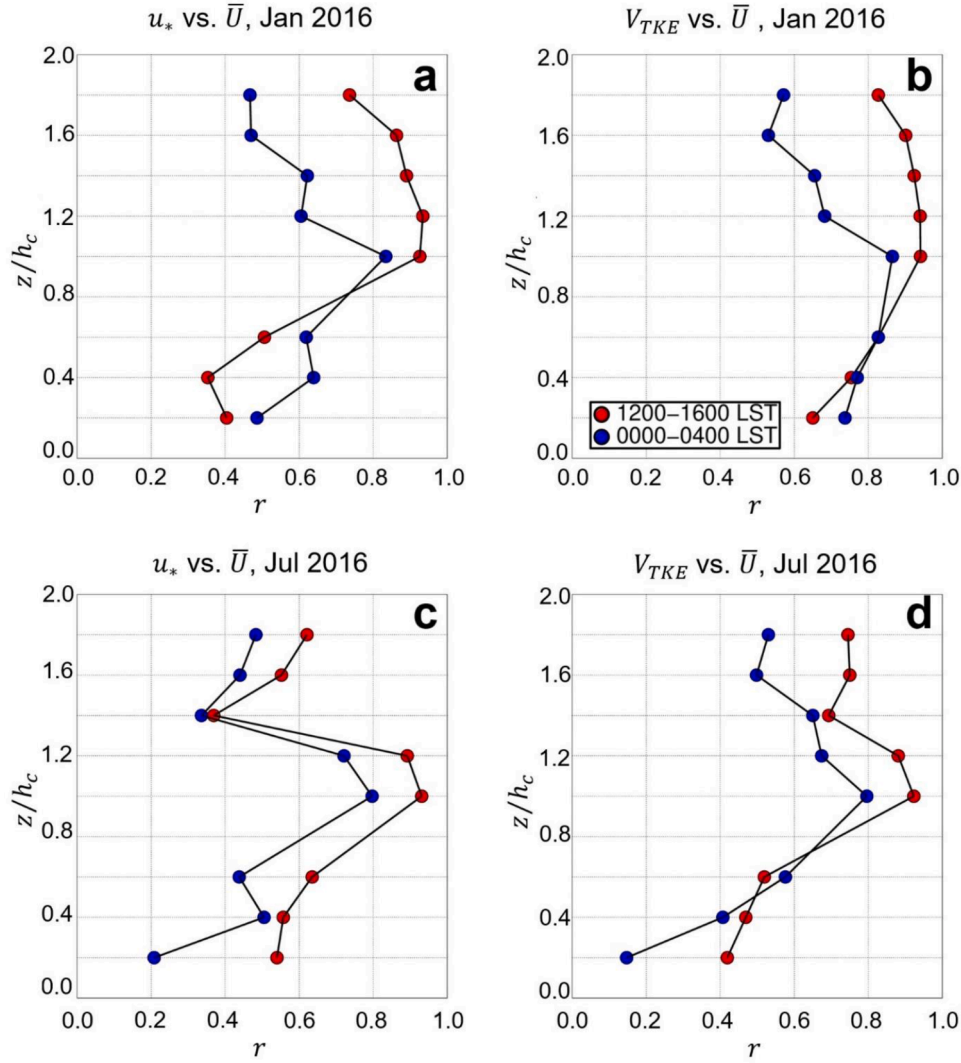 u* vs. U̅, Jan 2016
a
2.0
1.6
1.2
0.8
0.4
0.0
z/h_c
0.0 0.2 0.4 0.6 0.8 1.0
r
V_TKE vs. U̅ , Jan 2016
b
2.0
1.6
1.2
0.8
0.4
0.0
z/h_c
1200–1600 LST
0000–0400 LST
0.0 0.2 0.4 0.6 0.8 1.0
r
u* vs. U̅, Jul 2016
c
2.0
1.6
1.2
0.8
0.4
0.0
z/h_c
0.0 0.2 0.4 0.6 0.8 1.0
r
V_TKE vs. U̅, Jul 2016
d
2.0
1.6
1.2
0.8
0.4
0.0
z/h_c
0.0 0.2 0.4 0.6 0.8 1.0
r